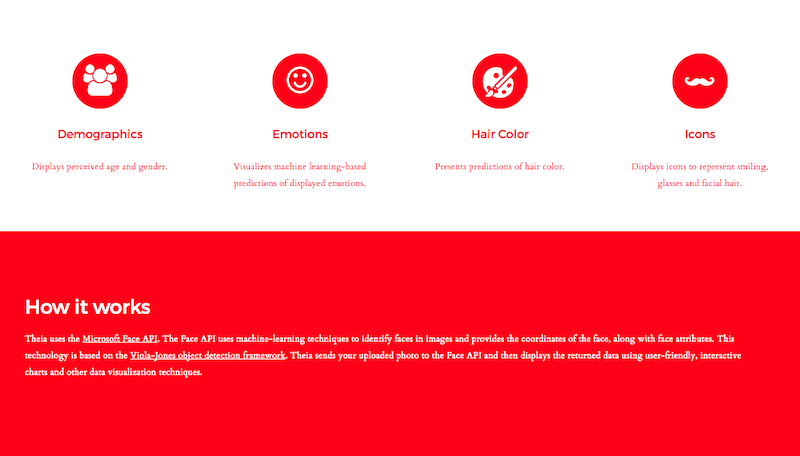 Demographics
Displays perceived age and gender.
Emotions
Visualizes machine learning-based
predictions of displayed emotions.
Hair Color
Presents predictions of hair color.
Icons
Displays icons to represent smiling,
glasses and facial hair.
How it works
Theia uses the Microsoft Face API. The Face API uses machine-learning techniques to identify faces in images and provides the coordinates of the face, along with face attributes. This
technology is based on the Viola-Jones object detection framework. Theia sends your uploaded photo to the Face API and then displays the returned data using user-friendly, interactive
charts and other data visualization techniques.